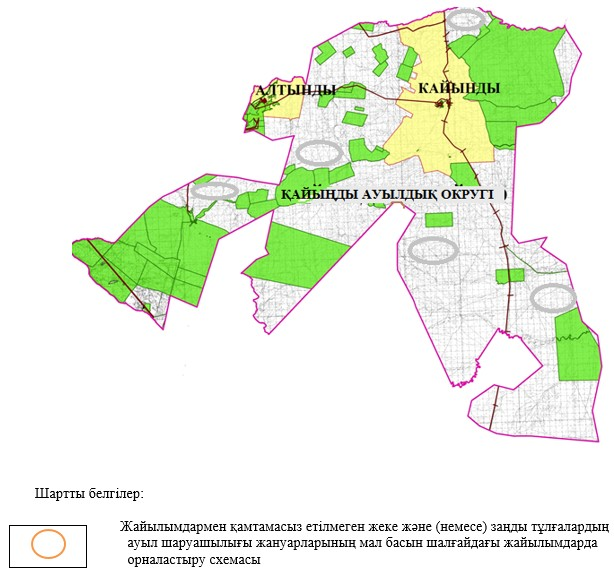 АЛТЫНДЫ
КАЙЫНДЫ
ҚАЙЫҢДЫ АУЫЛДЫҚ ОКРУГІ )
Шартты белгілер:
Жайылымдармен қамтамасыз етілмеген жеке және (немесе) заңды тұлғалардың
ауыл шаруашылығы жануарларының мал басын шалғайдағы жайылымдарда
орналастыру схемасы